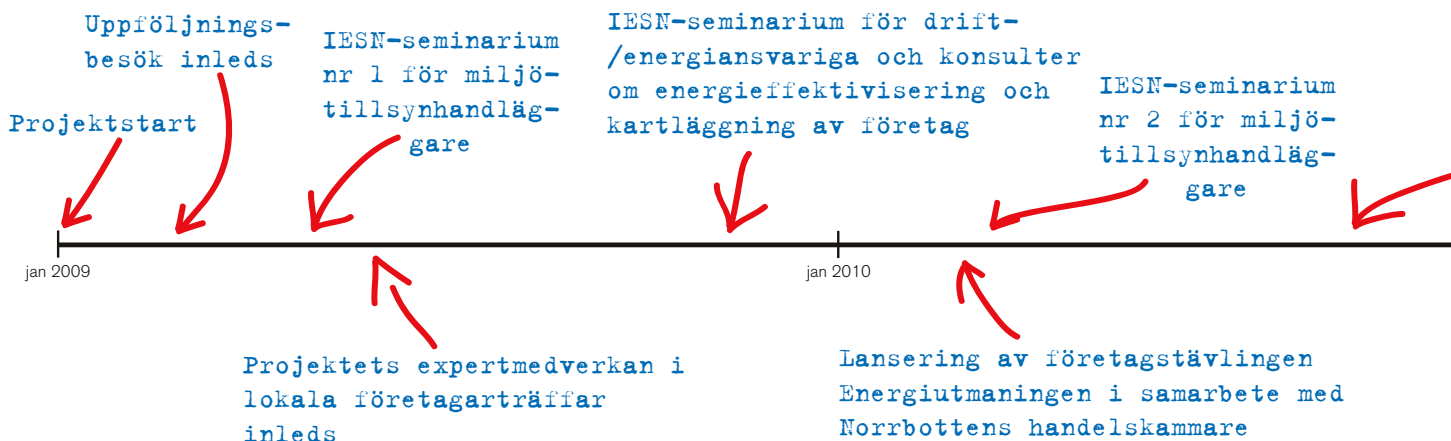 Projektstart
Uppföljnings-
besök inleds
IESN-seminarium
nr 1 för miljö-
tillsynhandläg-
gare
IESN-seminarium för drift-
/energiansvariga och konsulter
om energieffektivisering och
kartläggning av företag
IESN-seminarium
nr 2 för miljö-
tillsynhandläg-
gare
jan 2009
jan 2010
Projektets expertmedverkan i
lokala företagarträffar
inleds
Lansering av företagstävlingen
Energiutmaningen i samarbete med
Norrbottens handelskammare